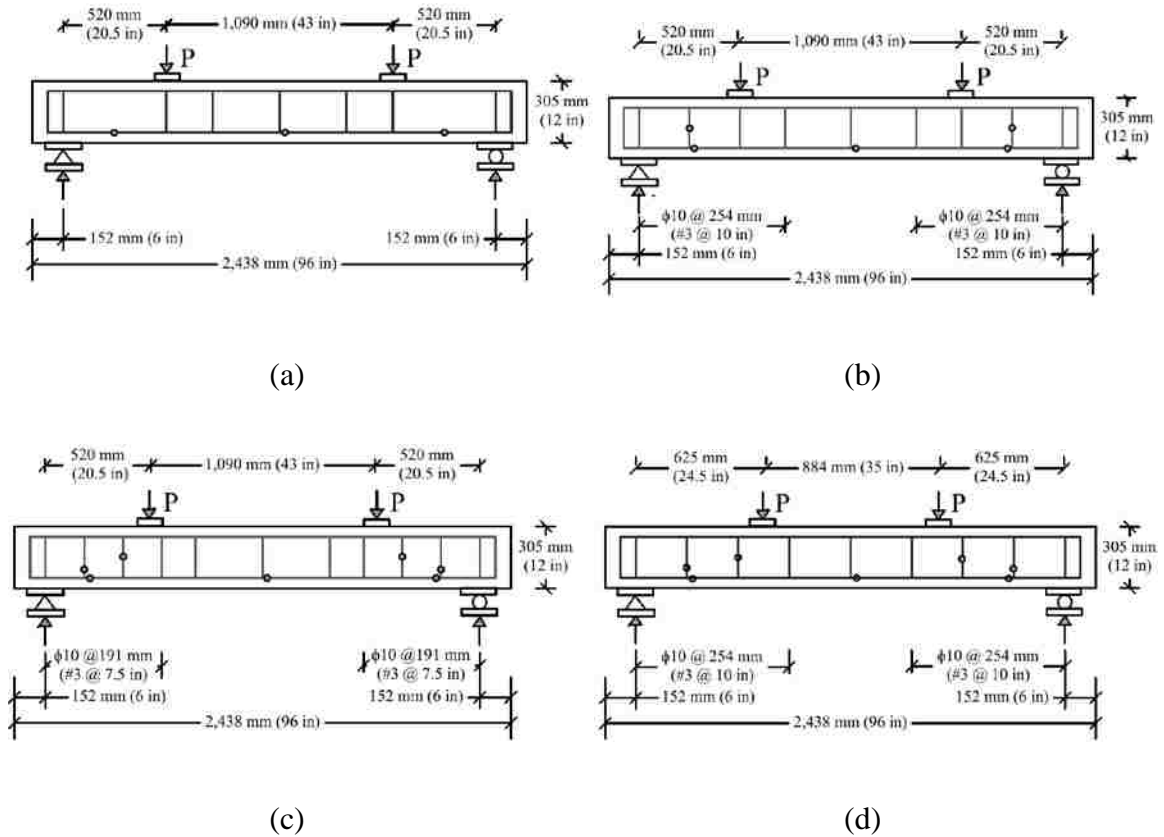 520 mm
(20.5 in)
1,090 mm (43 in)
520 mm
(20.5 in)
P
P
305 mm
(12 in)
152 mm (6 in)
152 mm (6 in)
2,438 mm (96 in)
(a)
520 mm
(20.5 in)
1,090 mm (43 in)
520 mm
(20.5 in)
P
P
305 mm
(12 in)
ϕ10 @ 254 mm
(#3 @ 10 in)
ϕ10 @ 254 mm
(#3 @ 10 in)
152 mm (6 in)
152 mm (6 in)
2,438 mm (96 in)
(b)
520 mm
(20.5 in)
1,090 mm (43 in)
520 mm
(20.5 in)
P
P
305 mm
(12 in)
ϕ10 @191 mm
(#3 @ 7.5 in)
ϕ10 @191 mm
(#3 @ 7.5 in)
152 mm (6 in)
152 mm (6 in)
2,438 mm (96 in)
(c)
625 mm
(24.5 in)
884 mm (35 in)
625 mm
(24.5 in)
P
P
305 mm
(12 in)
ϕ10 @ 254 mm
(#3 @ 10 in)
ϕ10 @ 254 mm
(#3 @ 10 in)
152 mm (6 in)
152 mm (6 in)
2,438 mm (96 in)
(d)